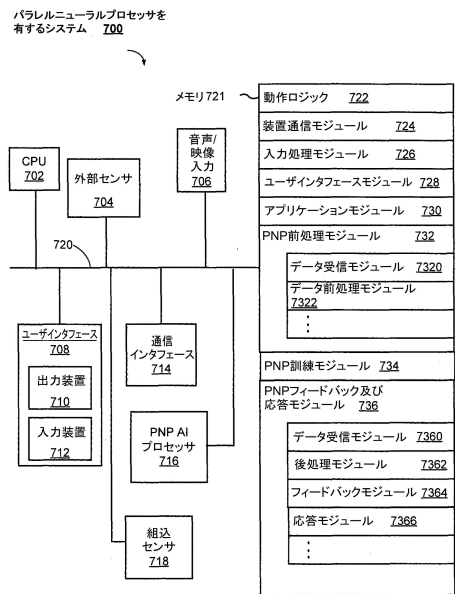 パラレルニューラルプロセッサを
有するシステム 700
CPU
702
外部センサ
704
音声/
映像
入力
706
720
ユーザインタフェース
708
出力装置
710
入力装置
712
通信
インタフェース
714
PNP AI
プロセッサ
716
組込
センサ
718
メモリ721
動作ロジック 722
装置通信モジュール 724
入力処理モジュール 726
ユーザインタフェースモジュール 728
アプリケーションモジュール 730
PNP前処理モジュール 732
データ受信モジュール 7320
データ前処理モジュール
7322
PNP訓練モジュール 734
PNPフィードバック及び
応答モジュール 736
データ受信モジュール 7360
後処理モジュール 7362
フィードバックモジュール 7364
応答モジュール 7366